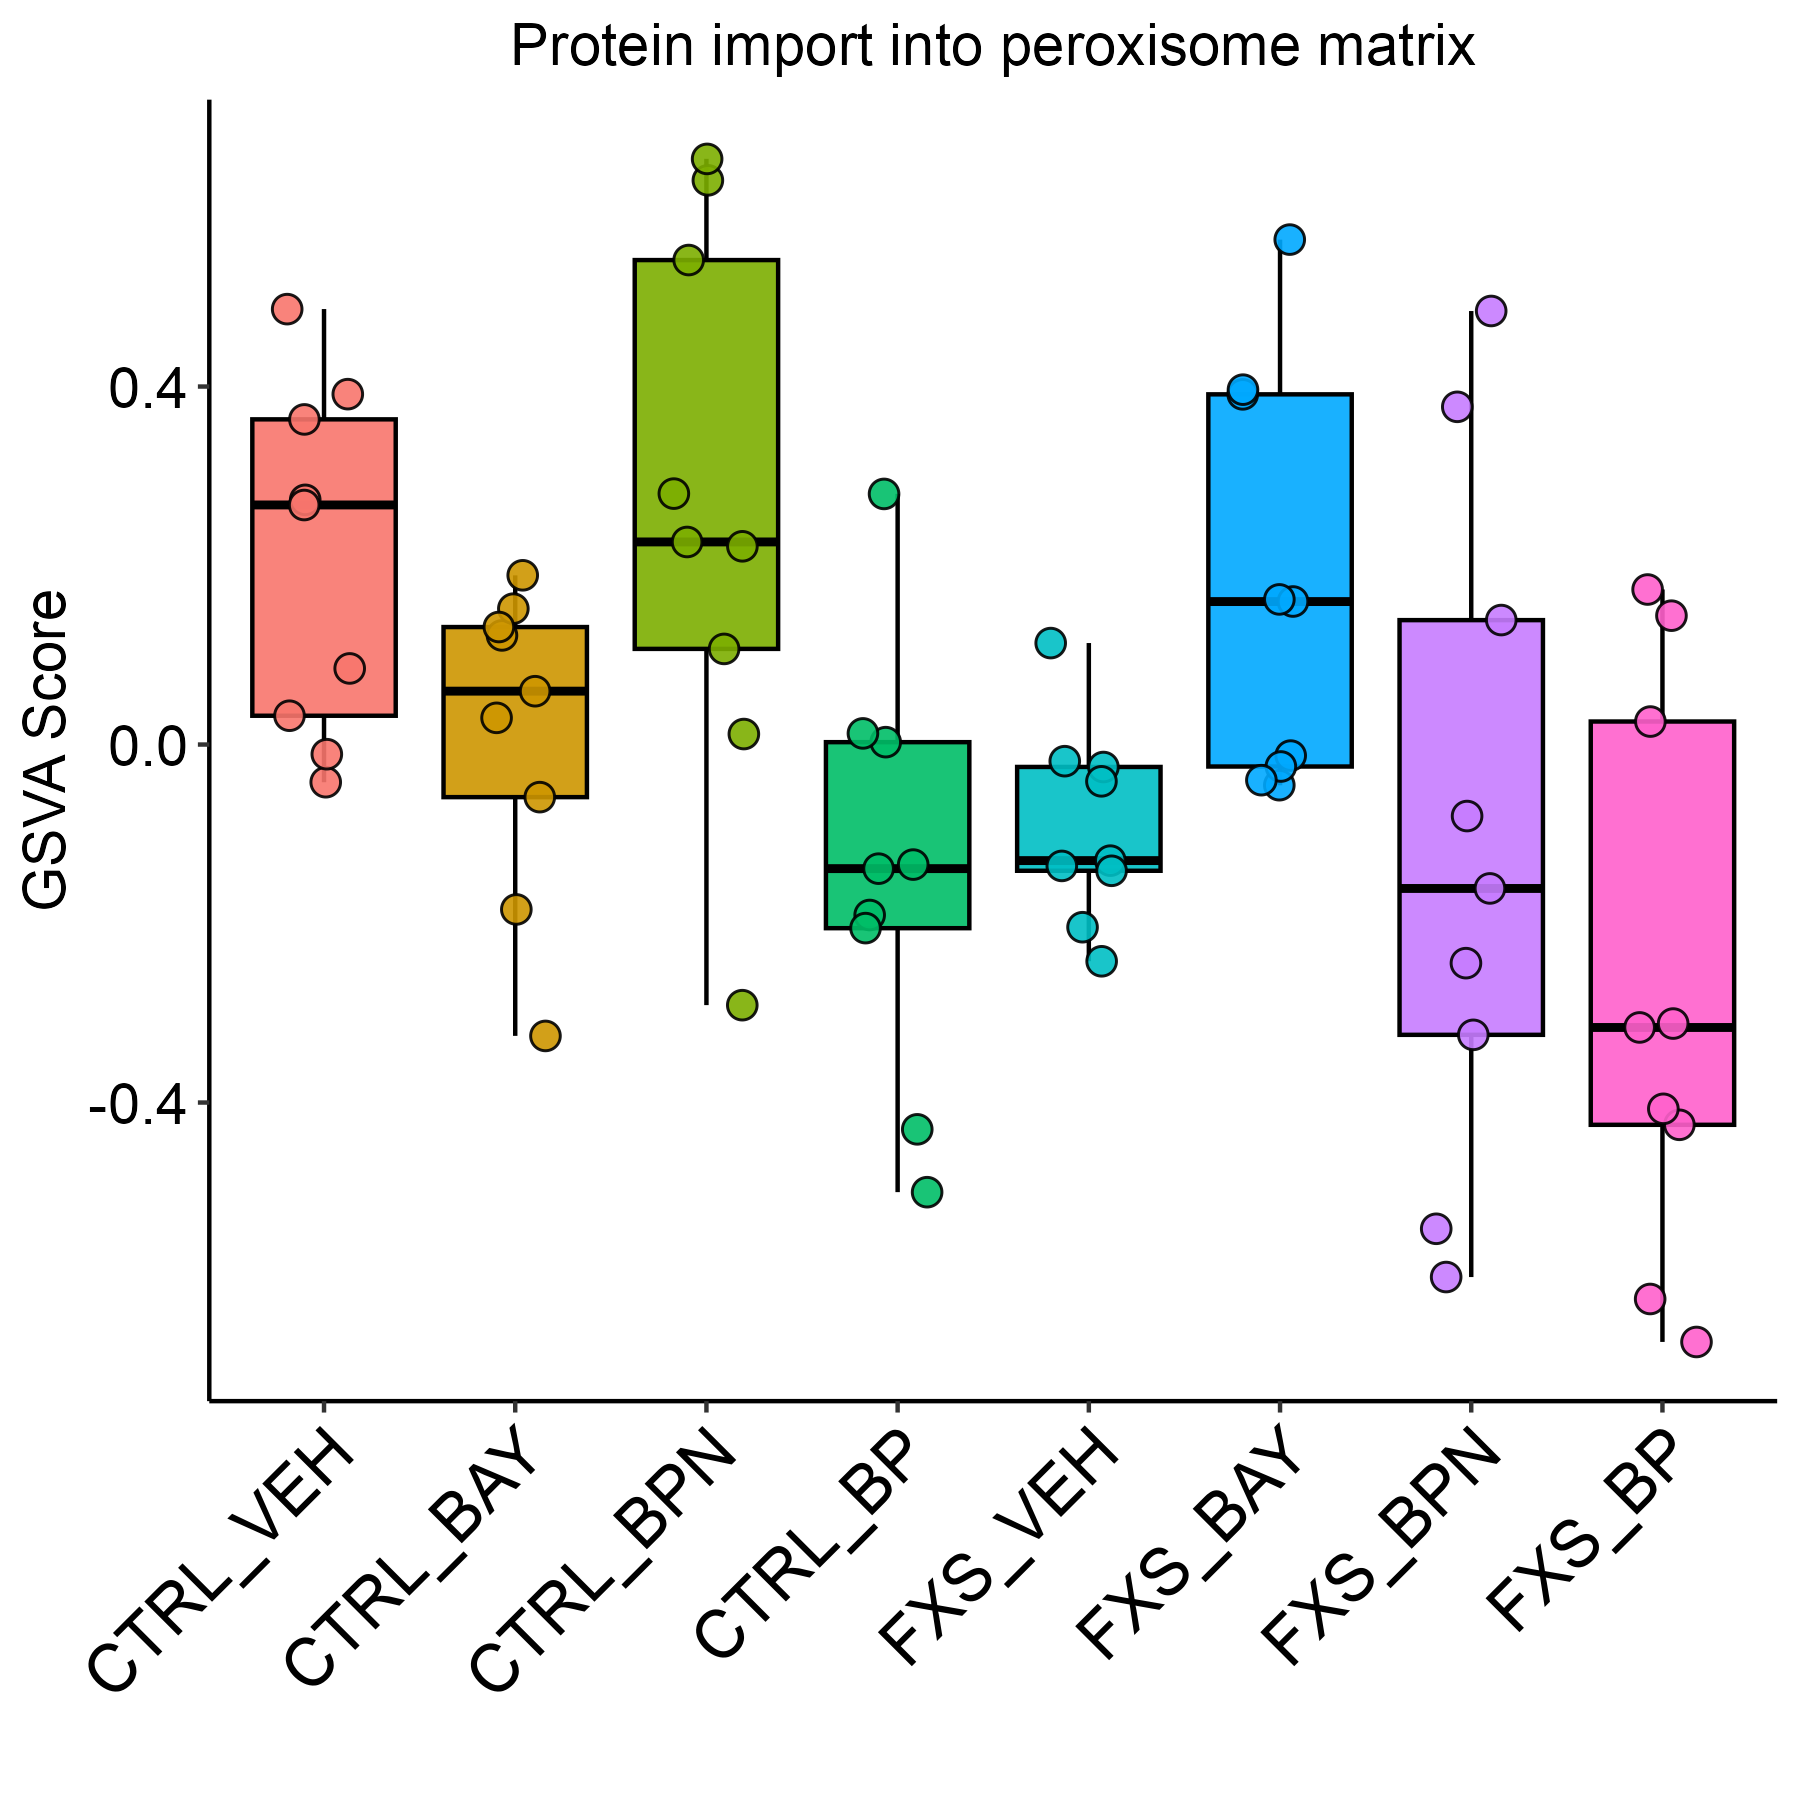 Protein import into peroxisome matrix
GSVA Score
0.4
0.0
-0.4
CTRL_VEH
CTRL_BAY
CTRL_BPN
CTRL_BP
FXS_VEH
FXS_BAY
FXS_BPN
FXS_BP